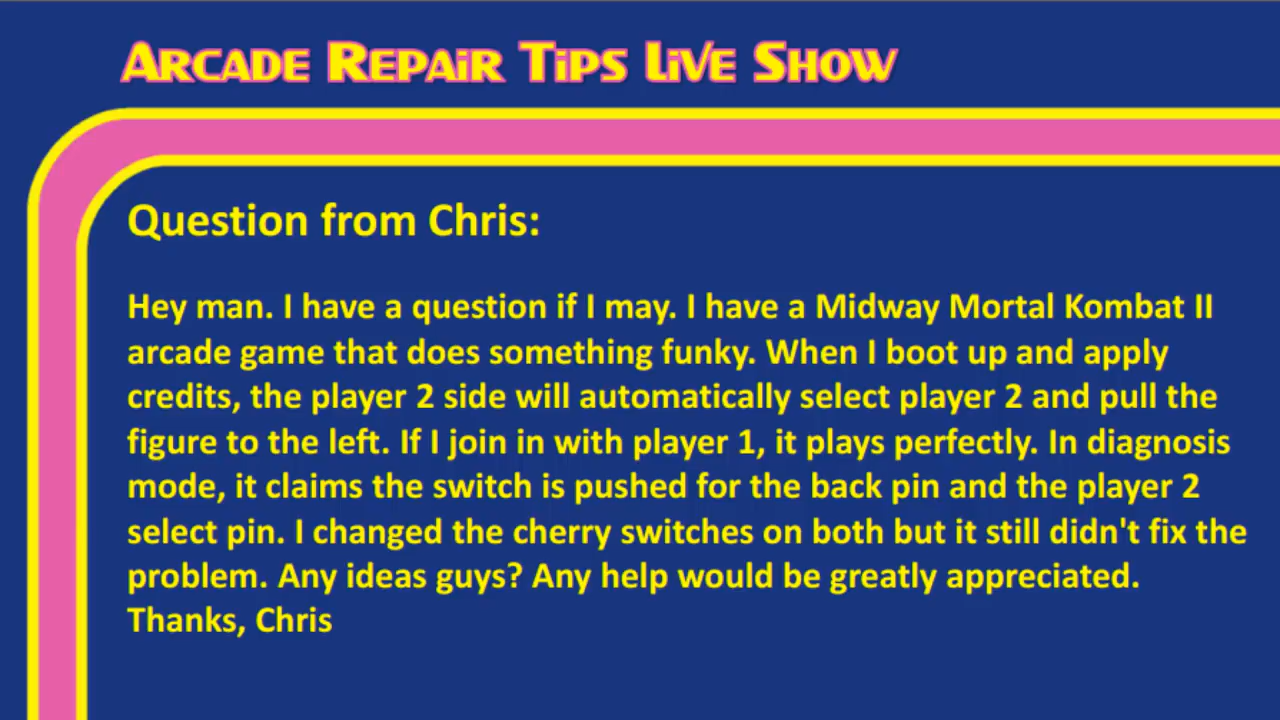 Arcade Repair Tips Live Show
Question from Chris:
Hey man. I have a question if I may. I have a Midway Mortal Kombat II
arcade game that does something funky. When I boot up and apply
credits, the player 2 side will automatically select player 2 and pull the
figure to the left. If I join in with player 1, it plays perfectly. In diagnosis
mode, it claims the switch is pushed for the back pin and the player 2
select pin. I changed the cherry switches on both but it still didn't fix the
problem. Any ideas guys? Any help would be greatly appreciated.
Thanks, Chris